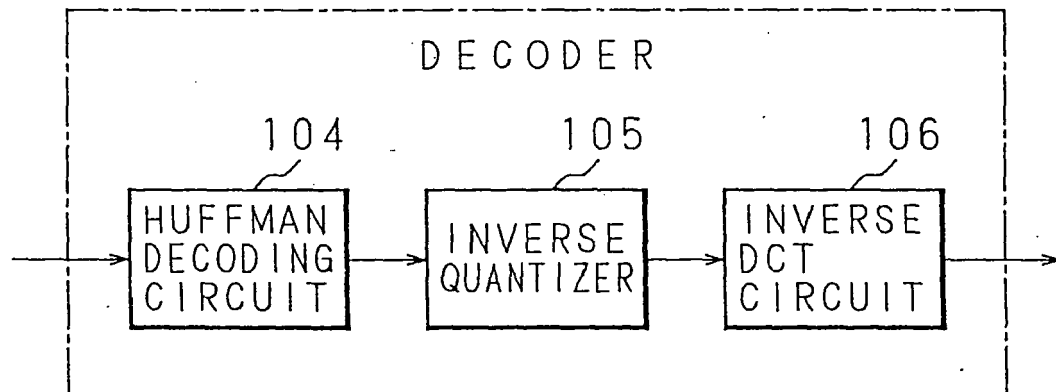 DECODER
104
105
106
HUFFMAN
DECODING
CIRCUIT
INVERSE
QUANTIZER
INVERSE
DCT
CIRCUIT